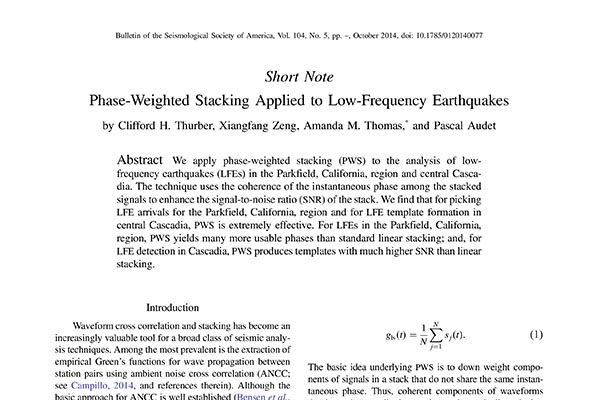 Bulletin of the Seismological Society of America, Vol. 104, No. 5, pp. –, October 2014, doi: 10.1785/0120140077
Short Note
Phase-Weighted Stacking Applied to Low-Frequency Earthquakes
by Clifford H. Thurber, Xiangfang Zeng, Amanda M. Thomas,* and Pascal Audet
Abstract We apply phase-weighted stacking (PWS) to the analysis of low-
frequency earthquakes (LFEs) in the Parkfield, California, region and central Casca-
dia. The technique uses the coherence of the instantaneous phase among the stacked
signals to enhance the signal-to-noise ratio (SNR) of the stack. We find that for picking
LFE arrivals for the Parkfield, California, region and for LFE template formation in
central Cascadia, PWS is extremely effective. For LFEs in the Parkfield, California,
region, PWS yields many more usable phases than standard linear stacking; and, for
LFE detection in Cascadia, PWS produces templates with much higher SNR than linear
stacking.
Introduction
Waveform cross correlation and stacking has become an
increasingly valuable tool for a broad class of seismic analy-
sis techniques. Among the most prevalent is the extraction of
empirical Green's functions for wave propagation between
station pairs using ambient noise cross correlation (ANCC;
see Campillo, 2014, and references therein). Although the
basic approach for ANCC is well established (Bensen et al.,
g_ls(t) = 1/N ∑_{j=1}^{N} s_j(t). (1)
The basic idea underlying PWS is to down weight compo-
nents of signals in a stack that do not share the same instan-
taneous phase. Thus, coherent components of waveforms